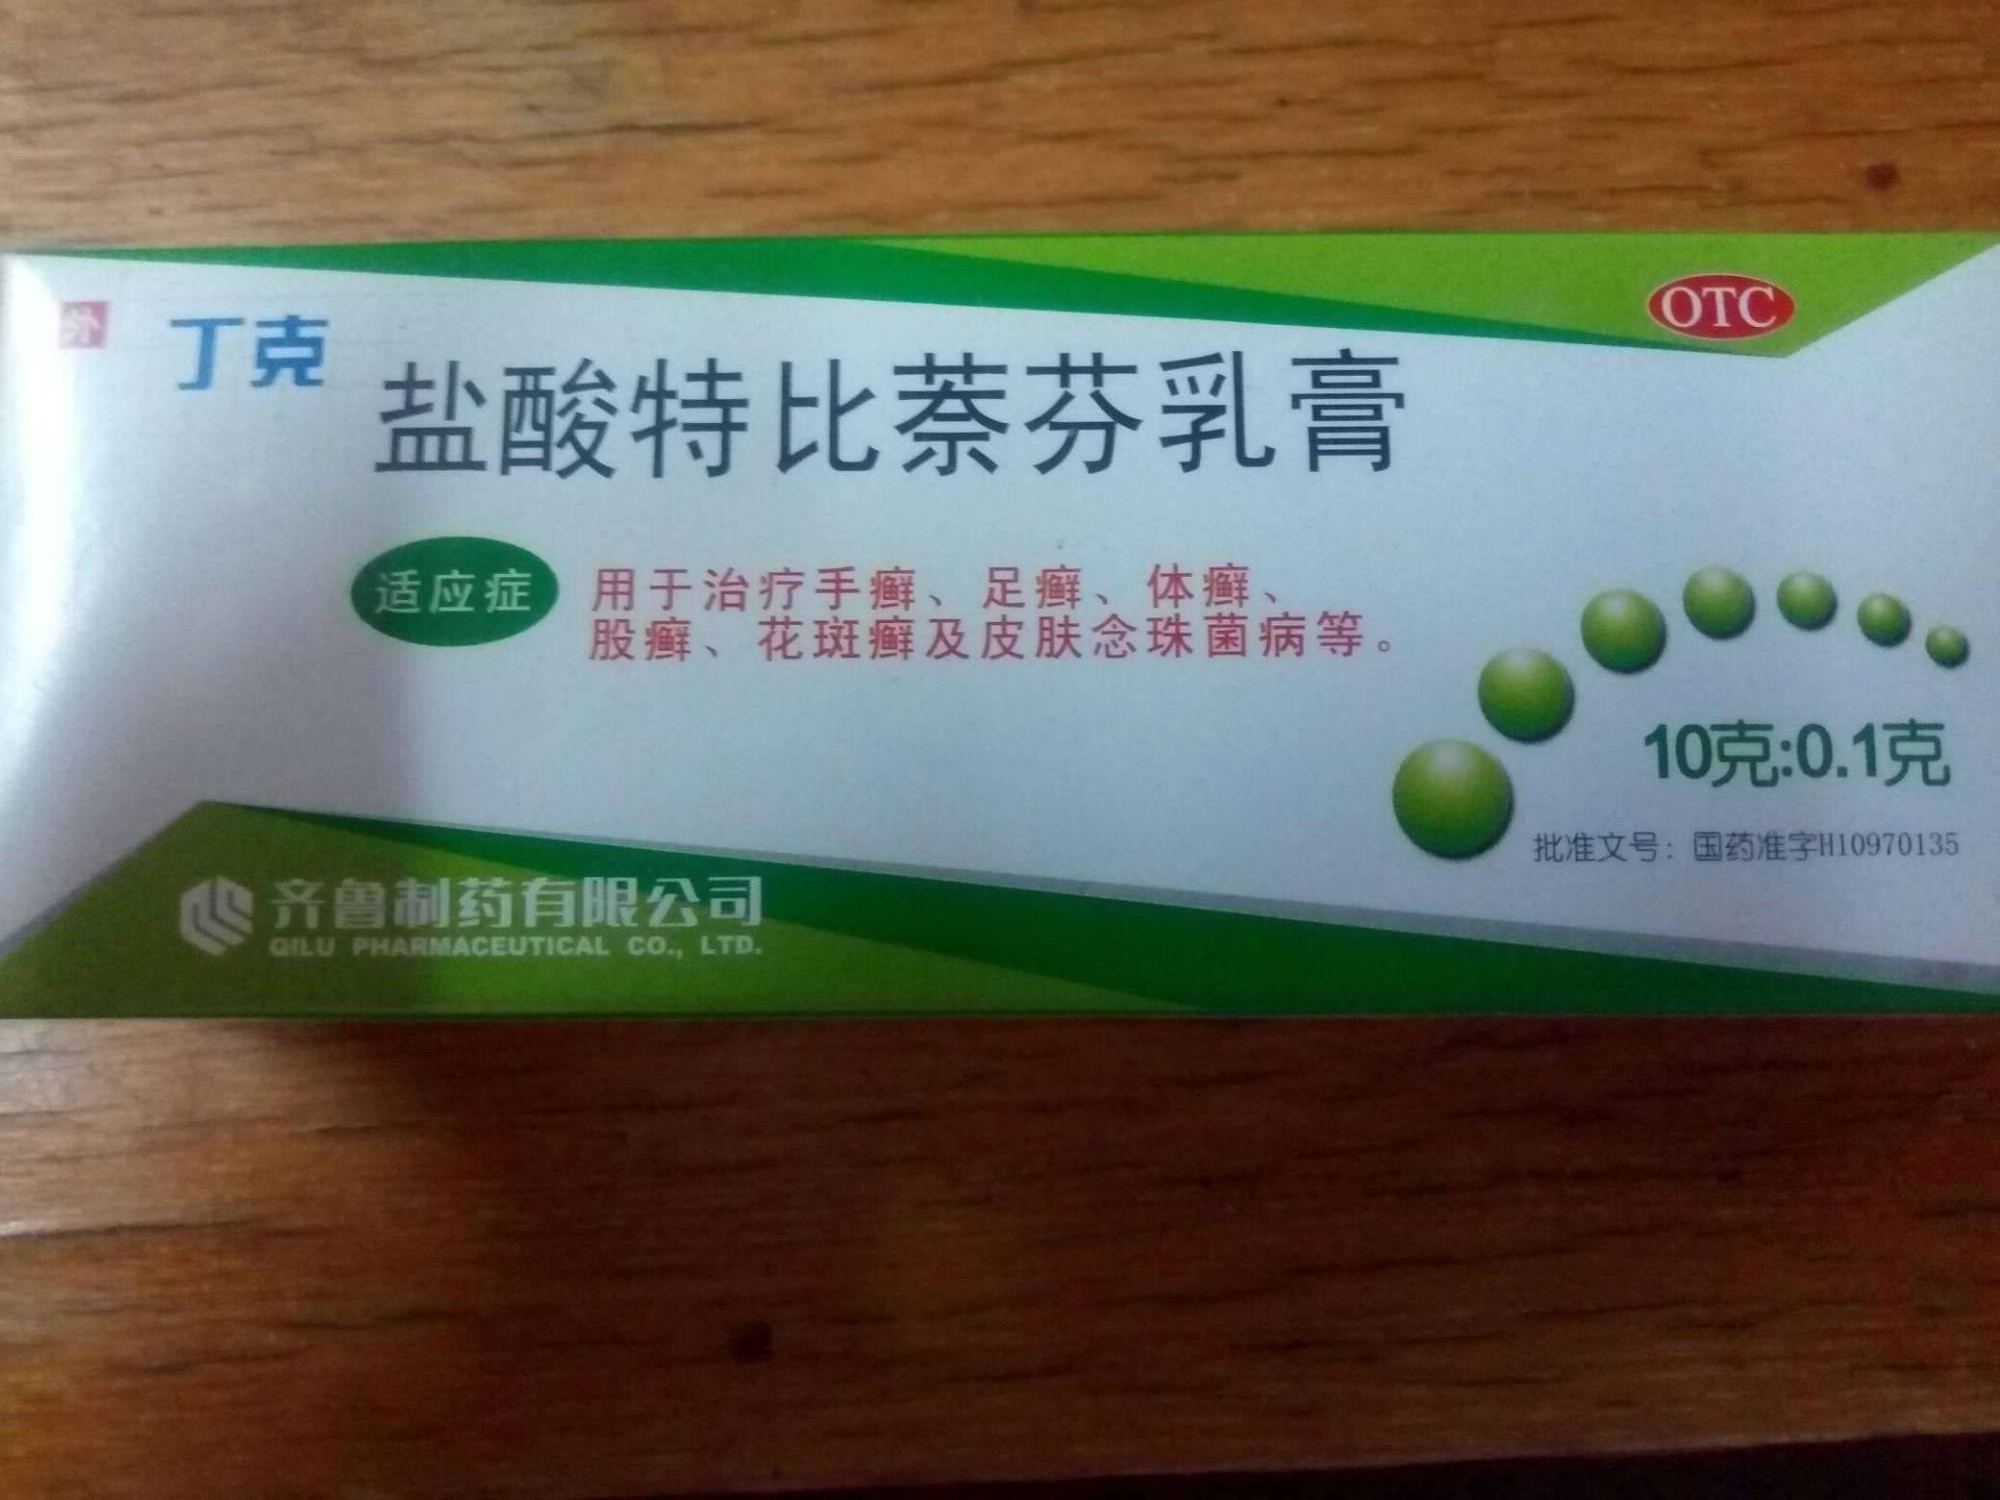 外
丁克
OTC
盐酸特比萘芬乳膏
适应症
用于治疗手癣、足癣、体癣、
股癣、花斑癣及皮肤念珠菌病等。
10克:0.1克
批准文号：国药准字H10970135
齐鲁制药有限公司
QILU PHARMACEUTICAL CO., LTD.